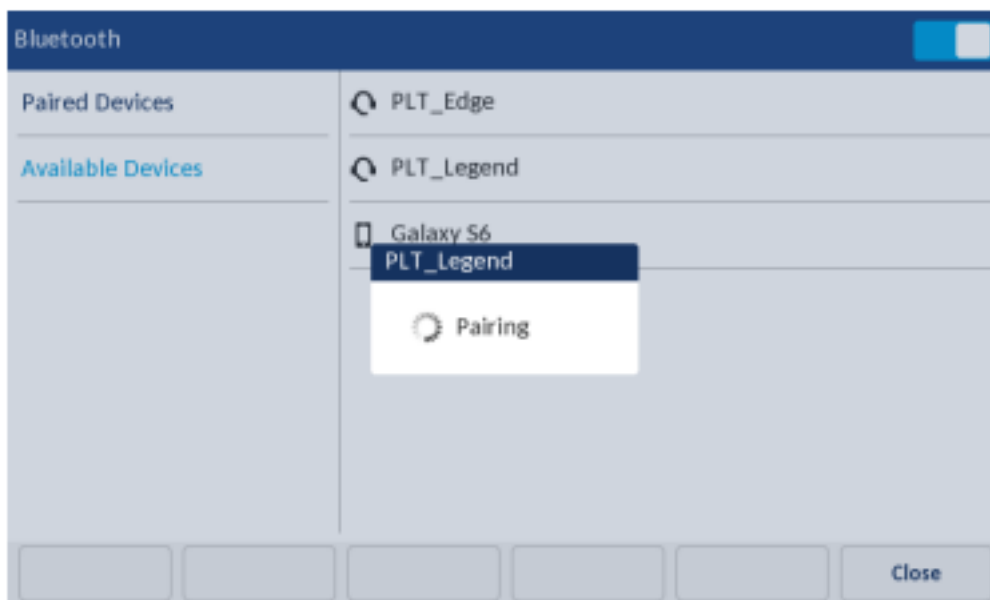 Bluetooth
Paired Devices
Available Devices
PLT_Edge
PLT_Legend
Galaxy S6
PLT_Legend
Pairing
Close